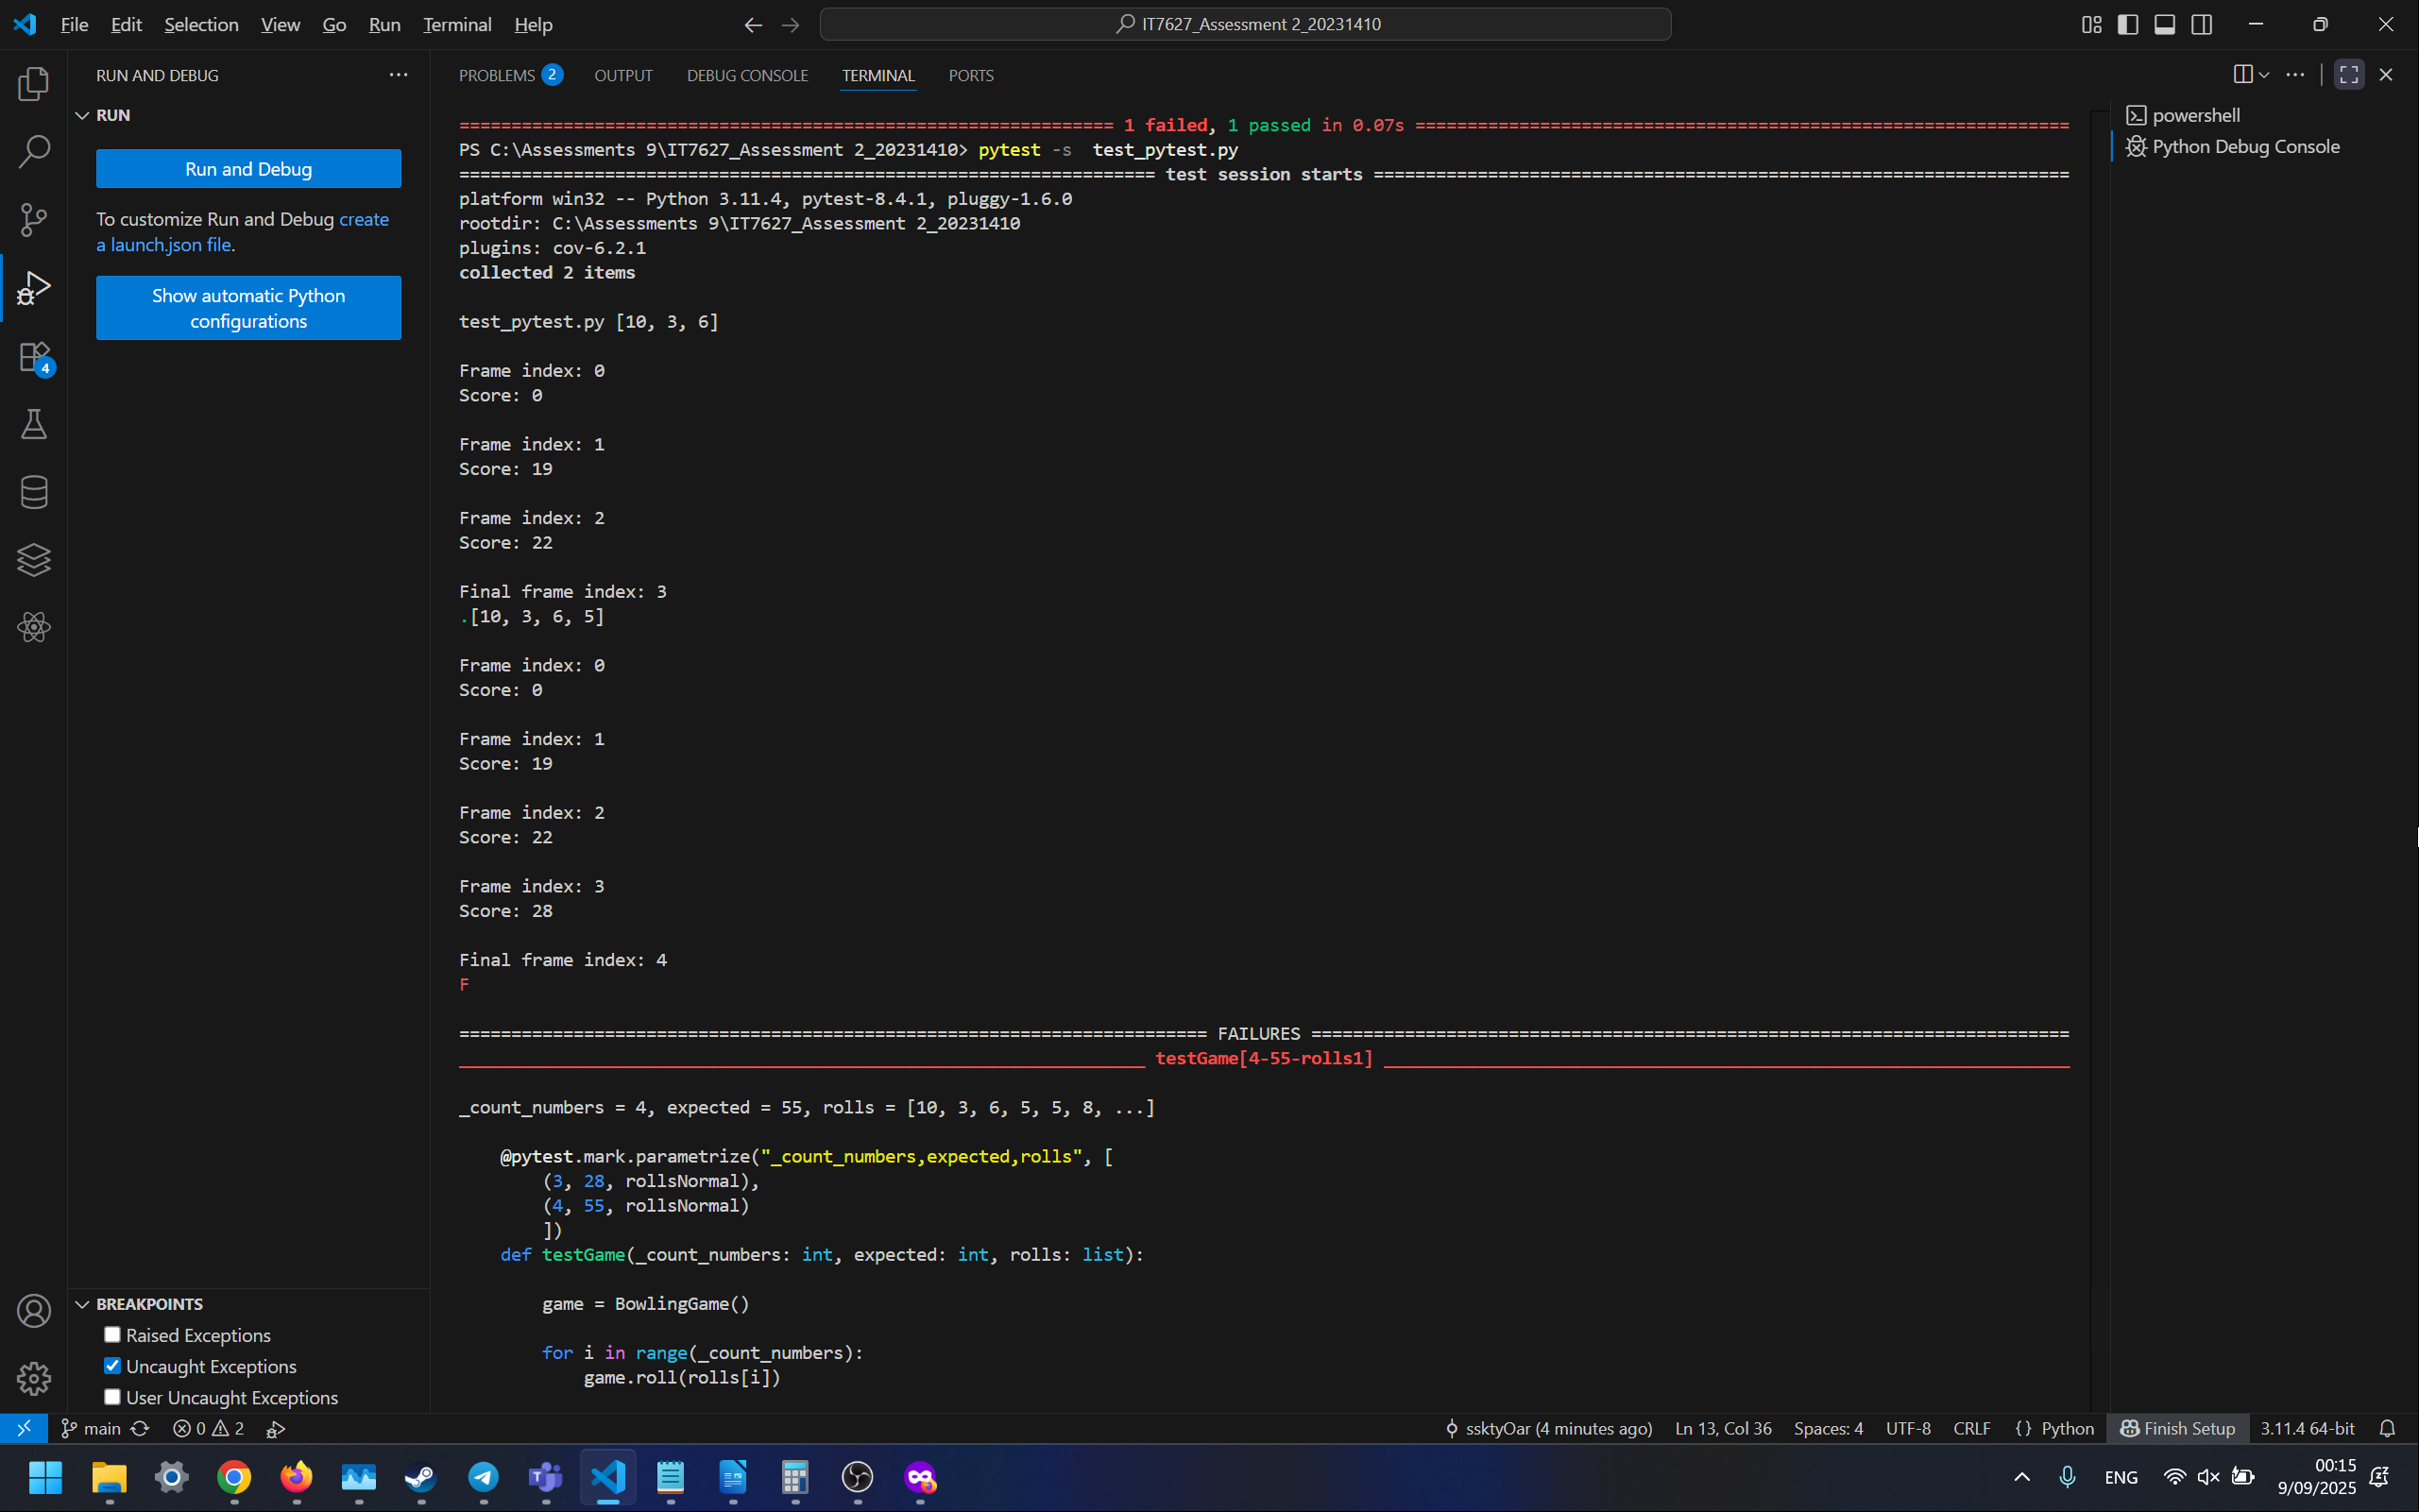 File Edit Selection View Go Run Terminal Help
IT7627_Assessment 2_20231410
RUN AND DEBUG
RUN
Run and Debug
To customize Run and Debug create
a launch.json file.
Show automatic Python
configurations
4
PROBLEMS 2 OUTPUT DEBUG CONSOLE TERMINAL PORTS
powershell
Python Debug Console
=============================================================== 1 failed, 1 passed in 0.07s ===============================================================
PS C:\Assessments 9\IT7627_Assessment 2_20231410> pytest -s  test_pytest.py
=================================================================== test session starts ===================================================================
platform win32 -- Python 3.11.4, pytest-8.4.1, pluggy-1.6.0
rootdir: C:\Assessments 9\IT7627_Assessment 2_20231410
plugins: cov-6.2.1
collected 2 items
test_pytest.py [10, 3, 6]
Frame index: 0
Score: 0
Frame index: 1
Score: 19
Frame index: 2
Score: 22
Final frame index: 3
.[10, 3, 6, 5]
Frame index: 0
Score: 0
Frame index: 1
Score: 19
Frame index: 2
Score: 22
Frame index: 3
Score: 28
Final frame index: 4
F
======================================================================== FAILURES =========================================================================
__________________________________________________________________ testGame[4-55-rolls1] __________________________________________________________________
_count_numbers = 4, expected = 55, rolls = [10, 3, 6, 5, 5, 8, ...]
@pytest.mark.parametrize("_count_numbers,expected,rolls", [
(3, 28, rollsNormal),
(4, 55, rollsNormal)
])
def testGame(_count_numbers: int, expected: int, rolls: list):
game = BowlingGame()
for i in range(_count_numbers):
game.roll(rolls[i])
BREAKPOINTS
Raised Exceptions
Uncaught Exceptions
User Uncaught Exceptions
main 0 2 ssktyOar (4 minutes ago) Ln 13, Col 36 Spaces: 4 UTF-8 CRLF {} Python Finish Setup 3.11.4 64-bit
ENG
00:15
9/09/2025